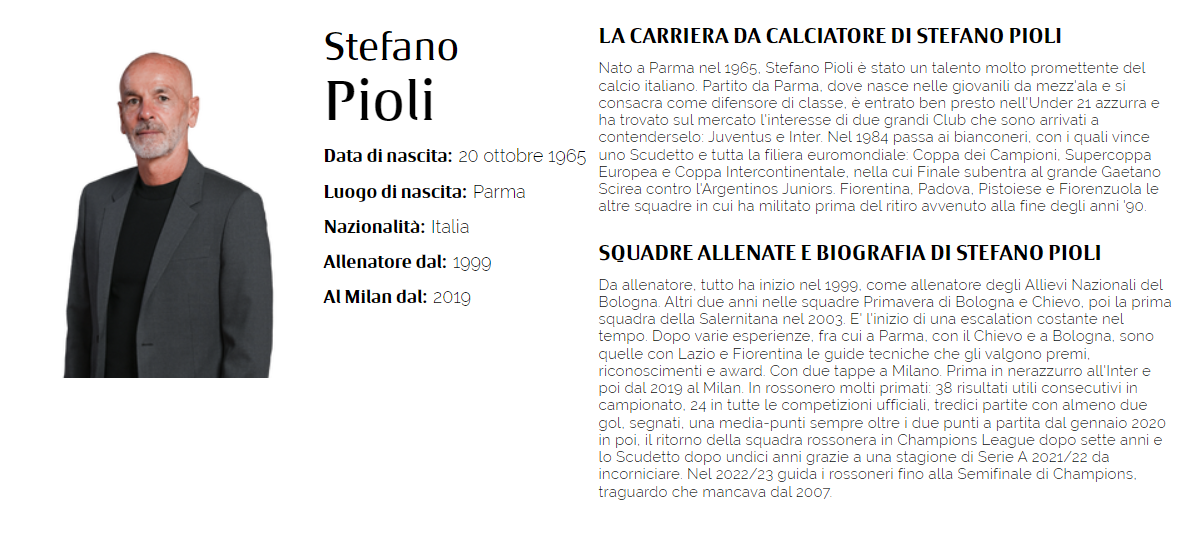 Stefano
Pioli
Data di nascita: 20 ottobre 1965
Luogo di nascita: Parma
Nazionalità: Italia
Allenatore dal: 1999
Al Milan dal: 2019
LA CARRIERA DA CALCIATORE DI STEFANO PIOLI
Nato a Parma nel 1965, Stefano Pioli è stato un talento molto promettente del
calcio italiano. Partito da Parma, dove nasce nelle giovanili da mezz'ala e si
consacra come difensore di classe, è entrato ben presto nell'Under 21 azzurra e
ha trovato sul mercato l'interesse di due grandi Club che sono arrivati a
contenderselo: Juventus e Inter. Nel 1984 passa ai bianconeri, con i quali vince
uno Scudetto e tutta la filiera euromondiale: Coppa dei Campioni, Supercoppa
Europea e Coppa Intercontinentale, nella cui Finale subentra al grande Gaetano
Scirea contro l'Argentinos Juniors. Fiorentina, Padova, Pistoiese e Fiorenzuola le
altre squadre in cui ha militato prima del ritiro avvenuto alla fine degli anni '90.
SQUADRE ALLENATE E BIOGRAFIA DI STEFANO PIOLI
Da allenatore, tutto ha inizio nel 1999, come allenatore degli Allievi Nazionali del
Bologna. Altri due anni nelle squadre Primavera di Bologna e Chievo, poi la prima
squadra della Salernitana nel 2003. E' l'inizio di una escalation costante nel
tempo. Dopo varie esperienze, fra cui a Parma, con il Chievo e a Bologna, sono
quelle con Lazio e Fiorentina le guide tecniche che gli valgono premi,
riconoscimenti e award. Con due tappe a Milano. Prima in nerazzurro all'Inter e
poi dal 2019 al Milan. In rossonero molti primati: 38 risultati utili consecutivi in
campionato, 24 in tutte le competizioni ufficiali, tredici partite con almeno due
gol, segnati, una media-punti sempre oltre i due punti a partita dal gennaio 2020
in poi, il ritorno della squadra rossonera in Champions League dopo sette anni e
lo Scudetto dopo undici anni grazie a una stagione di Serie A 2021/22 da
incorniciare. Nel 2022/23 guida i rossoneri fino alla Semifinale di Champions,
traguardo che mancava dal 2007.